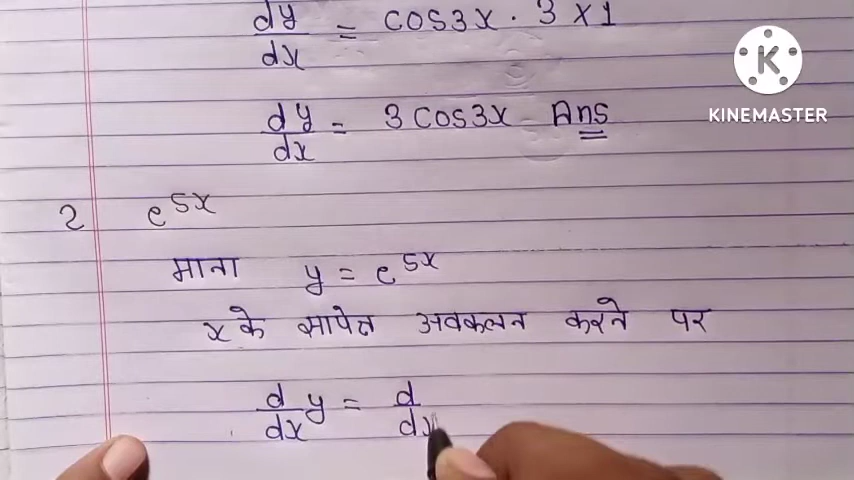 dy/dx = cos3x · 3 × 1
KINEMASTER
dy/dx = 3 cos3x Ans
2 e^5x
माना y = e^5x
x के सापेक्ष अवकलन करने पर
d/dx y = d/dx